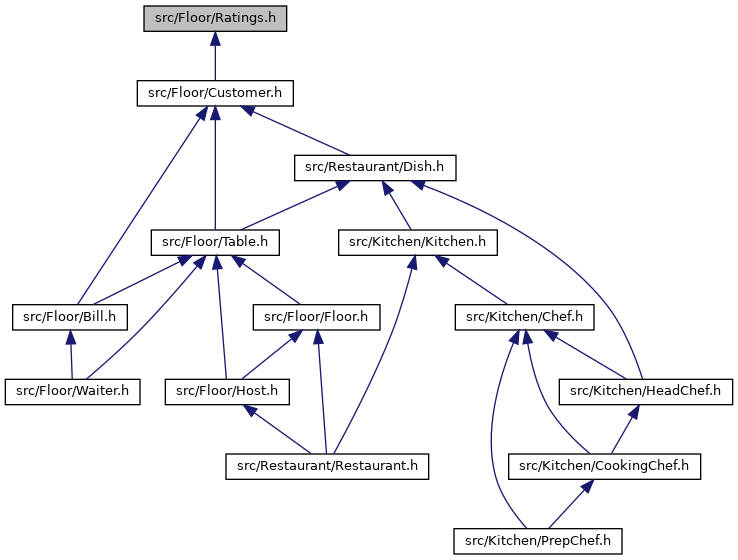 src/Floor/Ratings.h
src/Floor/Customer.h
src/Restaurant/Dish.h
src/Floor/Table.h
src/Kitchen/Kitchen.h
src/Floor/Bill.h
src/Floor/Floor.h
src/Kitchen/Chef.h
src/Floor/Waiter.h
src/Floor/Host.h
src/Kitchen/HeadChef.h
src/Restaurant/Restaurant.h
src/Kitchen/CookingChef.h
src/Kitchen/PrepChef.h